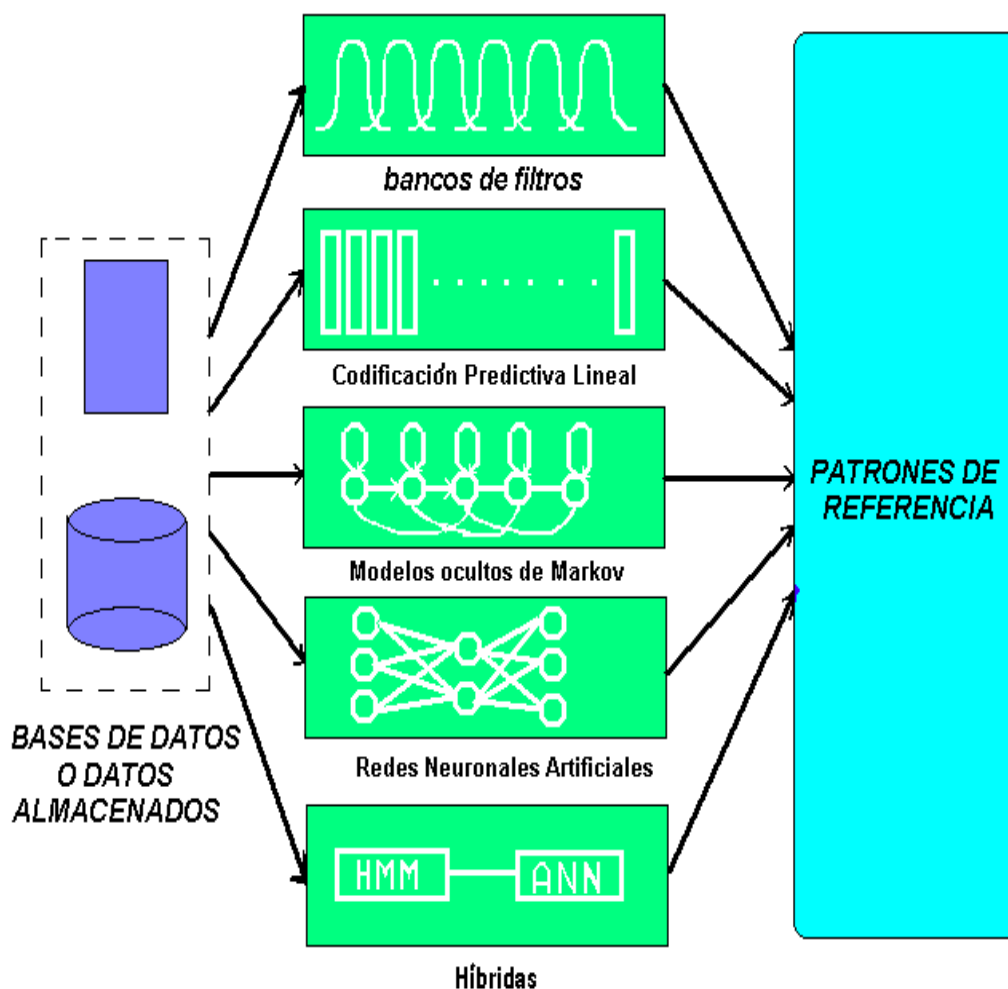 bancos de filtros
Codificación Predictiva Lineal
Modelos ocultos de Markov
Redes Neuronales Artificiales
HMM
ANN
Híbridas
BASES DE DATOS
O DATOS
ALMACENADOS
PATRONES DE
REFERENCIA